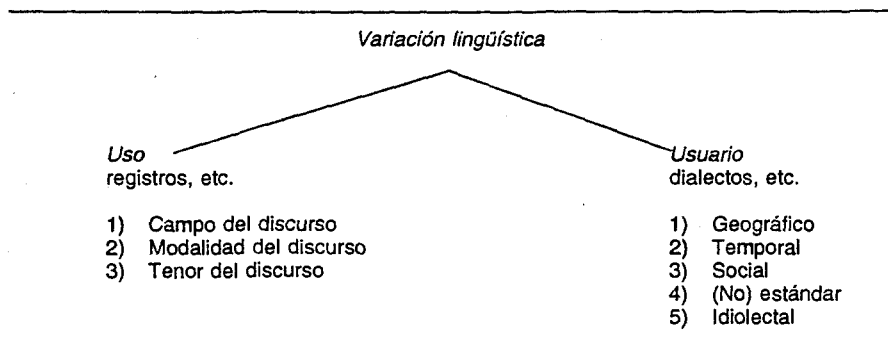 Variación lingüística
Uso
registros, etc.
1) Campo del discurso
2) Modalidad del discurso
3) Tenor del discurso
Usuario
dialectos, etc.
1) Geográfico
2) Temporal
3) Social
4) (No) estándar
5) Idiolectal